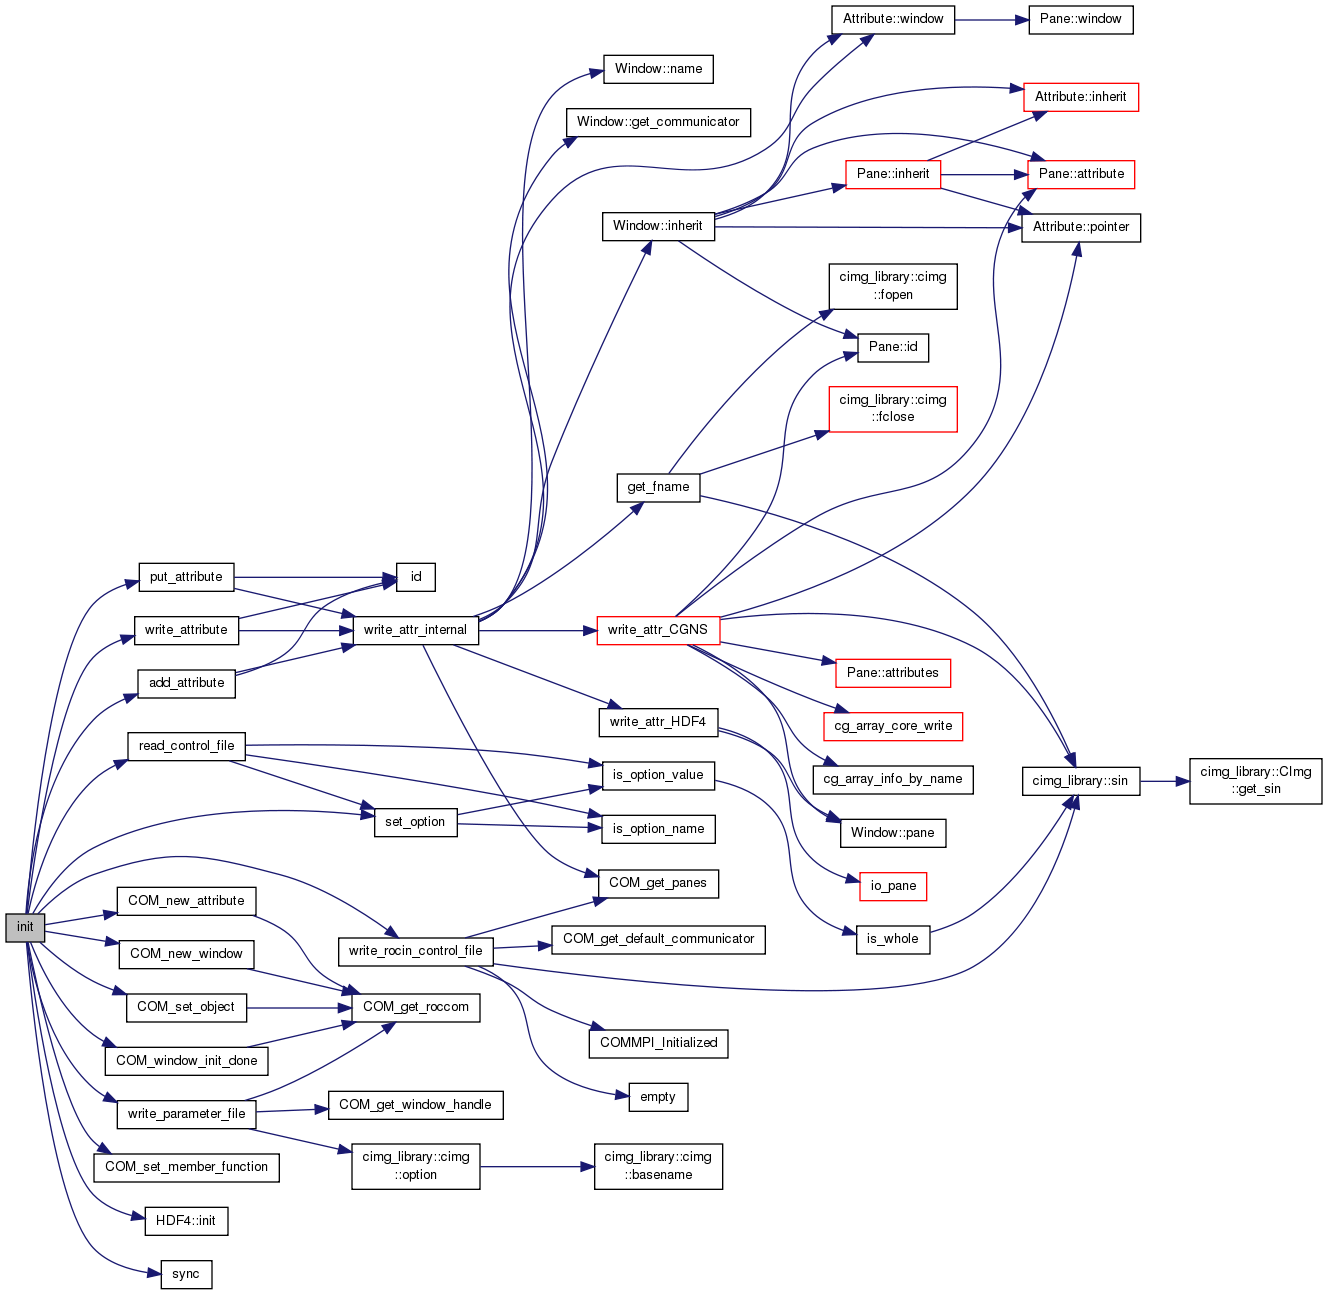 Attribute::window
Pane::window
Window::name
Attribute::inherit
Window::get_communicator
Pane::inherit
Pane::attribute
Window::inherit
Attribute::pointer
cimg_library::cimg
::fopen
Pane::id
cimg_library::cimg
::fclose
get_fname
put_attribute
id
write_attribute
write_attr_internal
write_attr_CGNS
add_attribute
Pane::attributes
write_attr_HDF4
cg_array_core_write
read_control_file
is_option_value
cg_array_info_by_name
cimg_library::sin
cimg_library::CImg
::get_sin
set_option
is_option_name
Window::pane
COM_get_panes
io_pane
COM_new_attribute
init
write_rocin_control_file
COM_get_default_communicator
is_whole
COM_new_window
COM_set_object
COM_get_roccom
COMMPI_Initialized
COM_window_init_done
empty
write_parameter_file
COM_get_window_handle
COM_set_member_function
cimg_library::cimg
::option
cimg_library::cimg
::basename
HDF4::init
sync